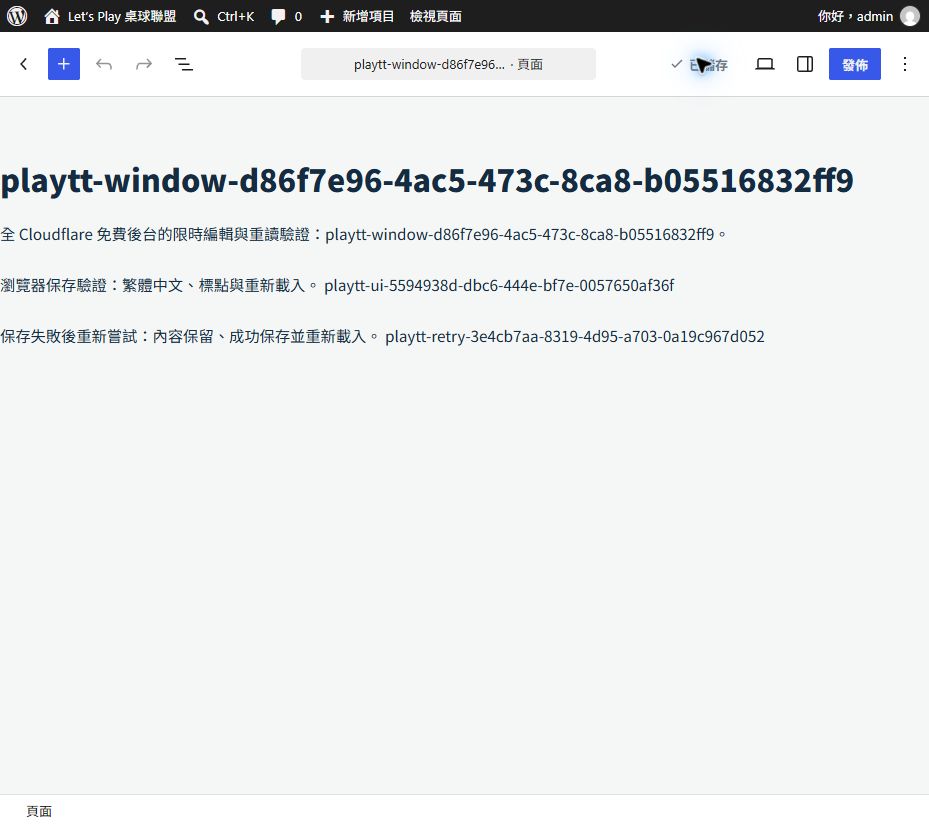 Let's Play 桌球聯盟 Ctrl+K 0 新增項目 檢視頁面 你好，admin
playtt-window-d86f7e96... · 頁面 已儲存 發佈
playtt-window-d86f7e96-4ac5-473c-8ca8-b05516832ff9
全 Cloudflare 免費後台的限時編輯與重讀驗證：playtt-window-d86f7e96-4ac5-473c-8ca8-b05516832ff9。
瀏覽器保存驗證：繁體中文、標點與重新載入。 playtt-ui-5594938d-dbc6-444e-bf7e-0057650af36f
保存失敗後重新嘗試：內容保留、成功保存並重新載入。 playtt-retry-3e4cb7aa-8319-4d95-a703-0a19c967d052
頁面